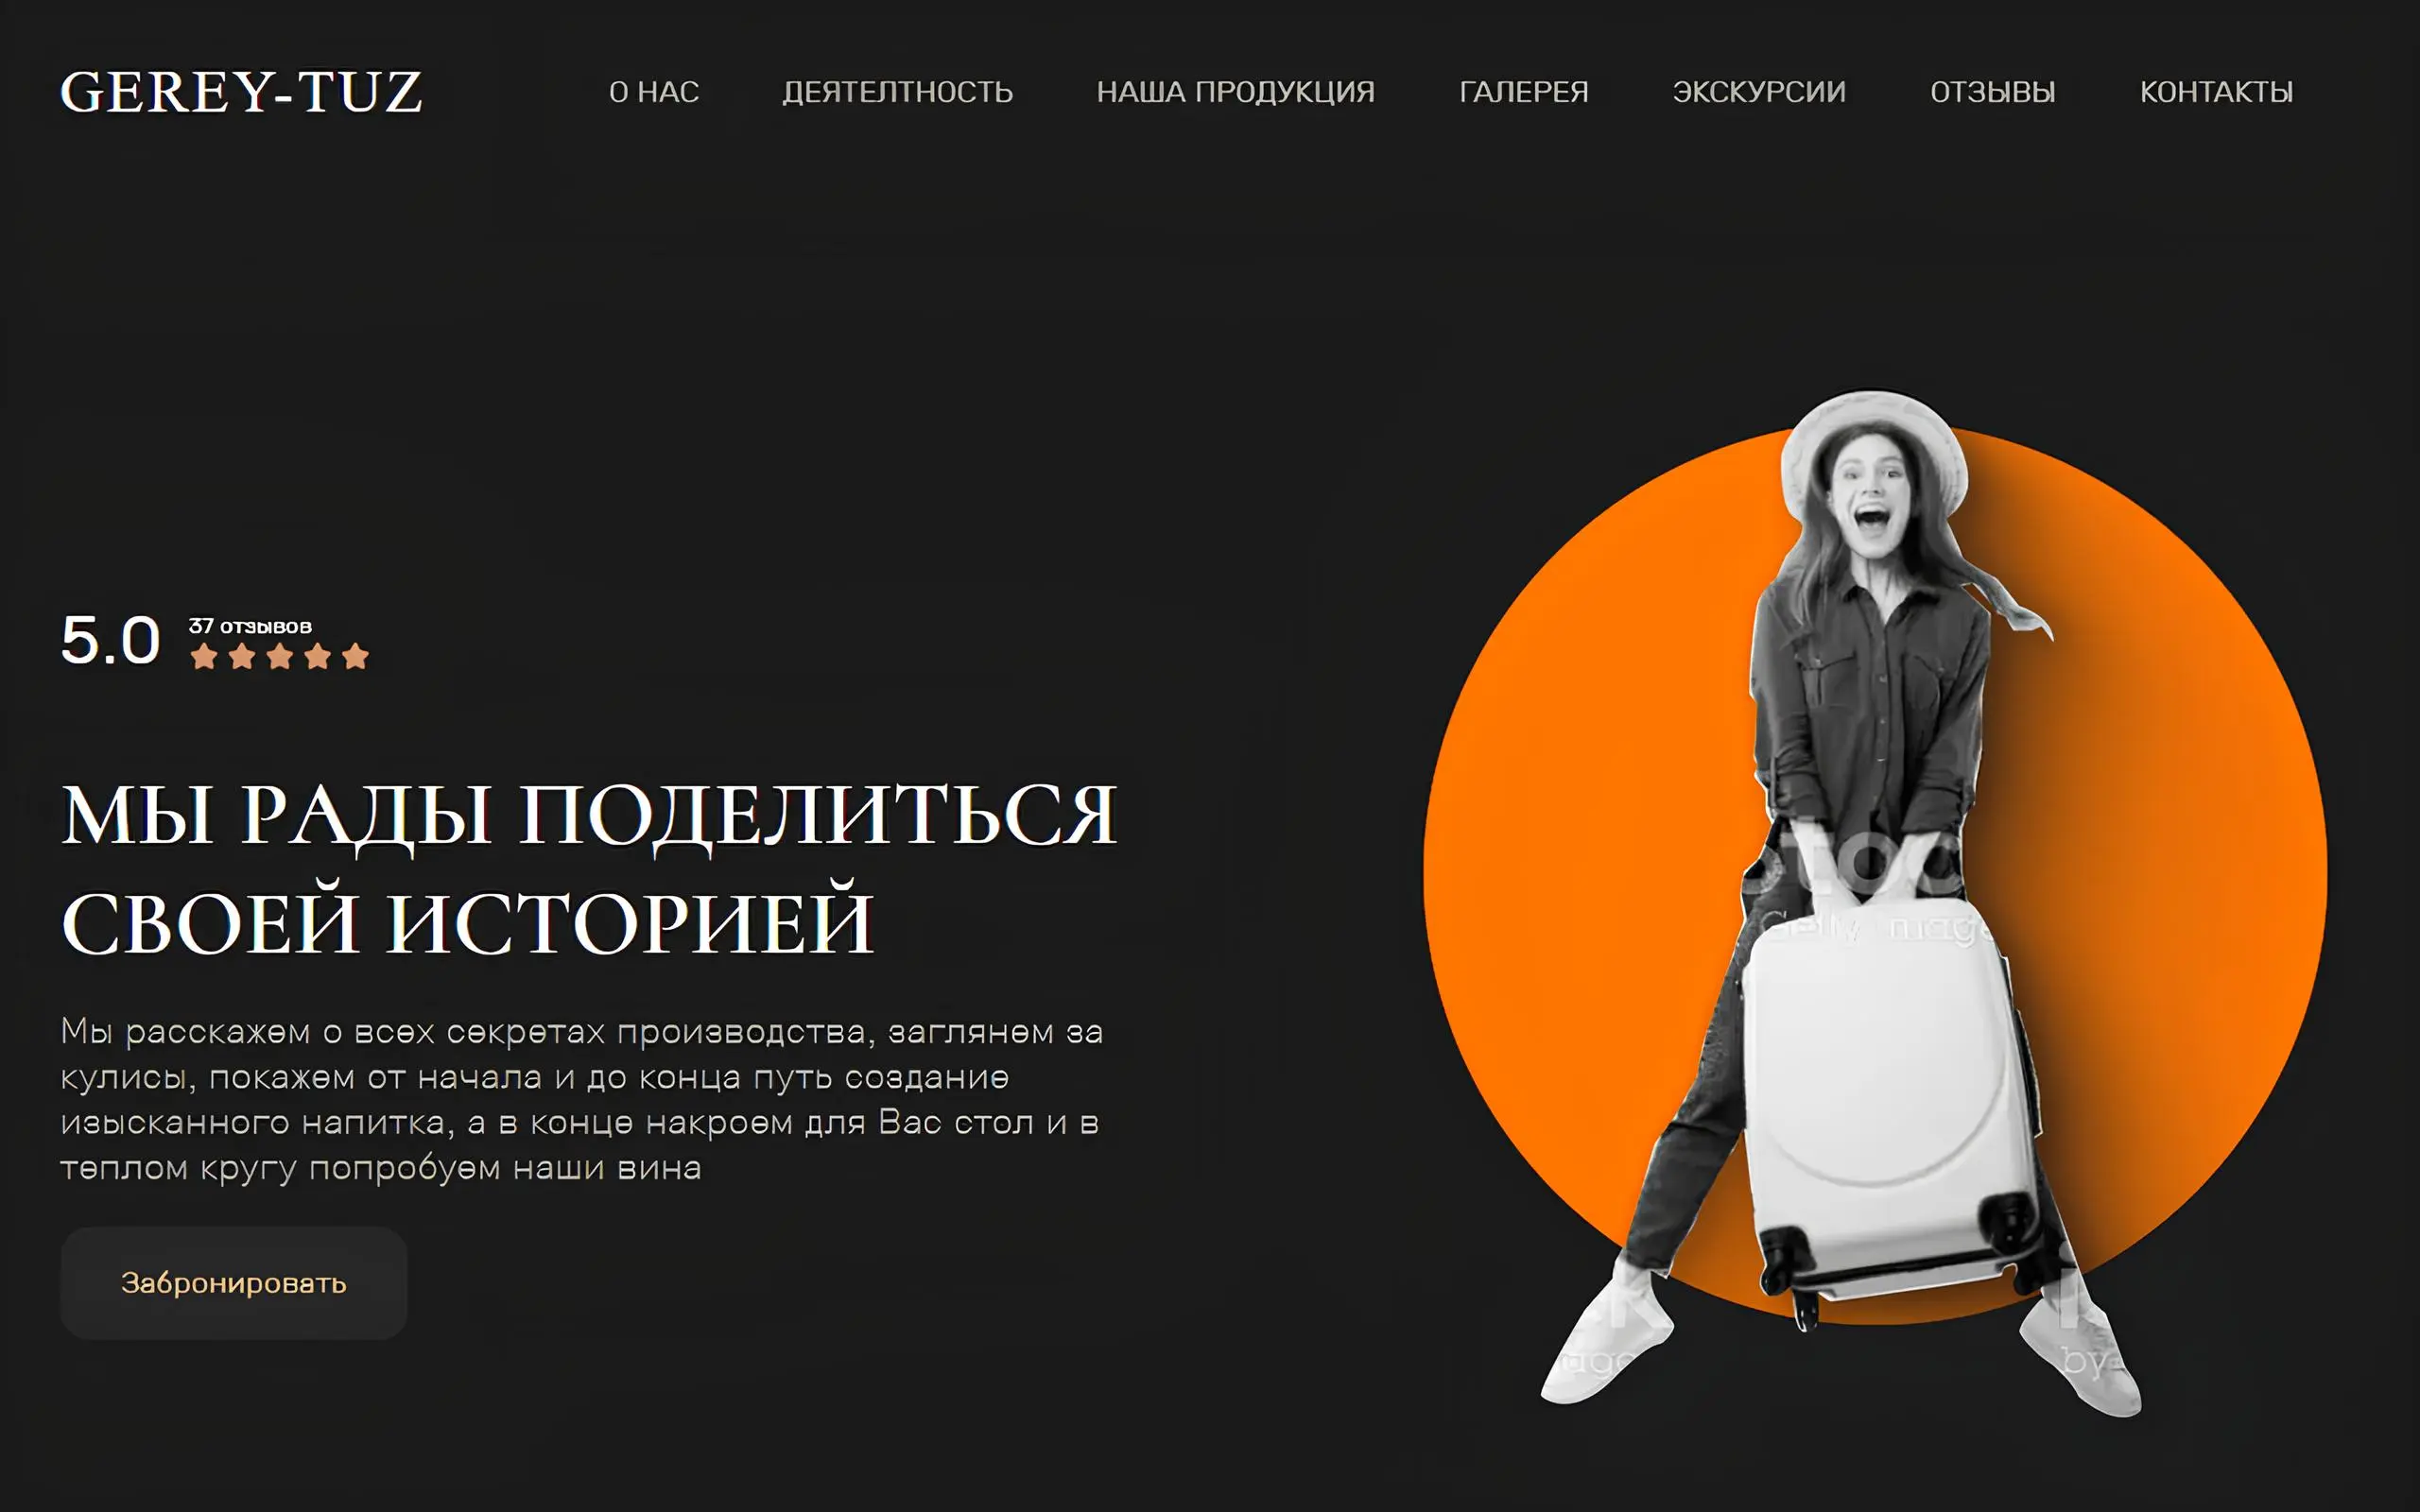 GEREY-TUZ
О НАС
ДЕЯТЕЛТНОСТЬ
НАША ПРОДУКЦИЯ
ГАЛЕРЕЯ
ЭКСКУРСИИ
ОТЗЫВЫ
КОНТАКТЫ
5.0
37 отзывов
МЫ РАДЫ ПОДЕЛИТЬСЯ
СВОЕЙ ИСТОРИЕЙ
Мы расскажем о всех секретах производства, заглянем за
кулисы, покажем от начала и до конца путь создание
изысканного напитка, а в конце накроем для Вас стол и в
теплом кругу попробуем наши вина
Забронировать
by